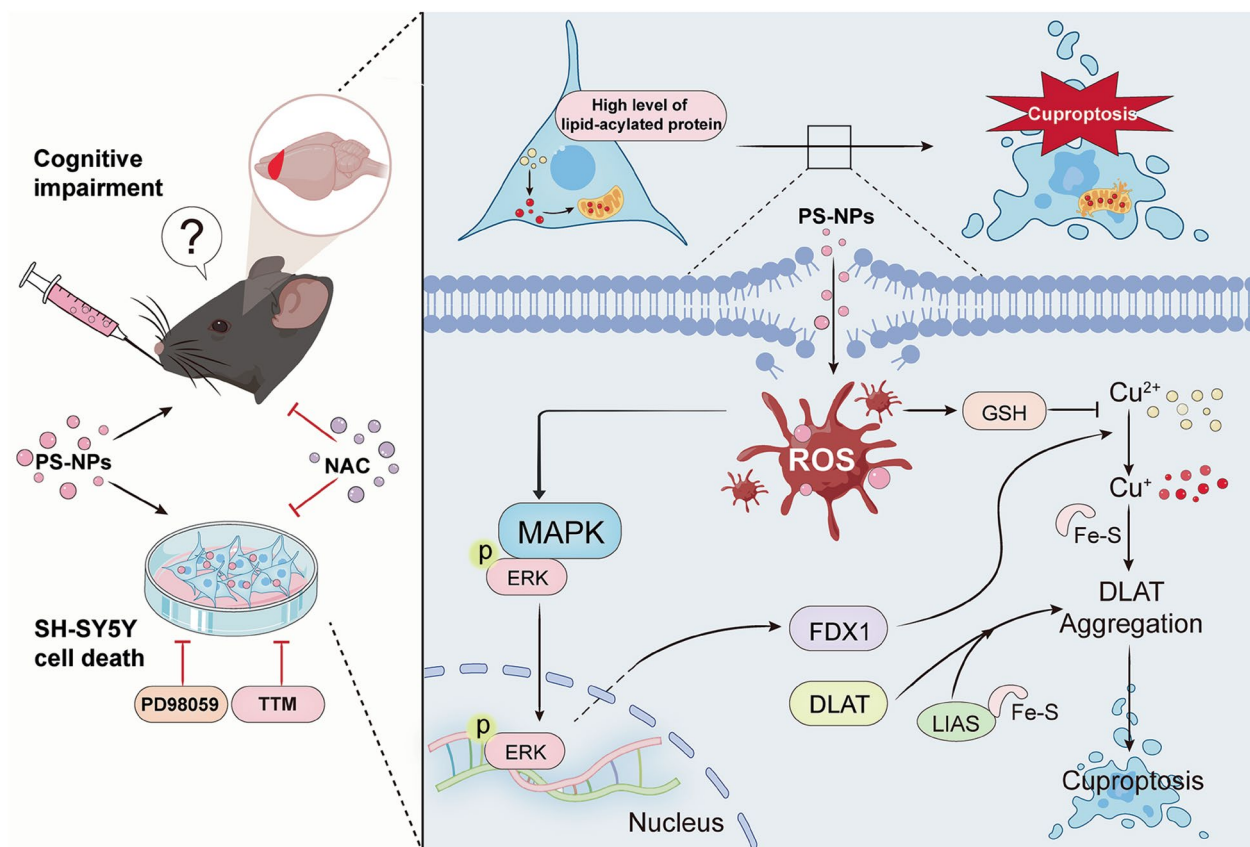 Cognitive
impairment
?
PS-NPs
NAC
SH-SY5Y
cell death
PD98059
TTM
High level of
lipid-acylated protein
Cuproptosis
PS-NPs
ROS
GSH
Cu2+
Cu+
Fe-S
MAPK
p
ERK
DLAT
Aggregation
FDX1
DLAT
LIAS
Fe-S
p
ERK
Nucleus
Cuproptosis